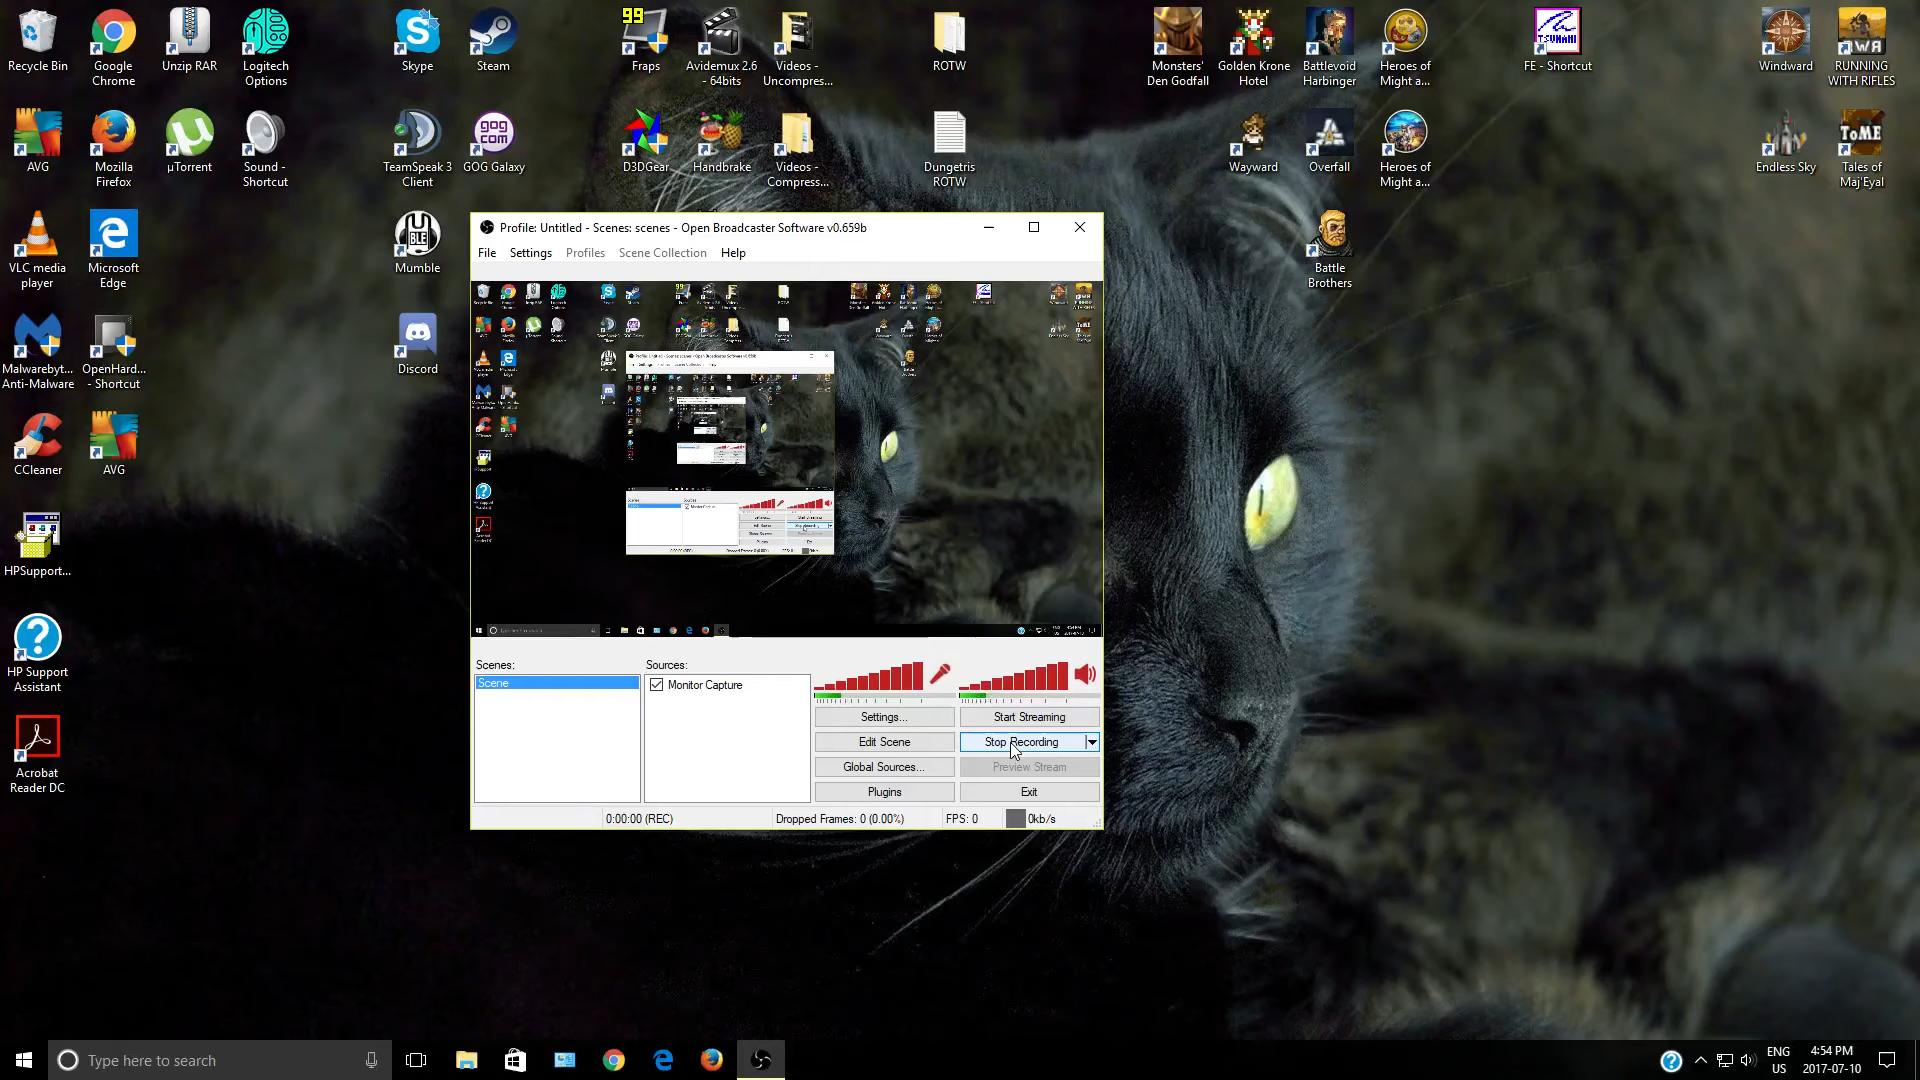 Recycle Bin
Google
Chrome
Unzip RAR
Logitech
Options
Skype
Steam
99
Fraps
Avidemux 2.6
- 64bits
Videos -
Uncompres...
ROTW
Monsters'
Den Godfall
Golden Krone
Hotel
Battlevoid
Harbinger
Heroes of
Might a...
TSUNAMI
FE - Shortcut
Windward
RWR
RUNNING
WITH RIFLES
AVG
Mozilla
Firefox
µTorrent
Sound -
Shortcut
TeamSpeak 3
Client
gog
com
GOG Galaxy
D3DGear
Handbrake
Videos -
Compress...
Dungetris
ROTW
Wayward
Overfall
Heroes of
Might a...
Endless Sky
ToME
Tales of
Maj'Eyal
VLC media
player
Microsoft
Edge
Mumble
Battle
Brothers
Malwarebyt...
Anti-Malware
OpenHard...
- Shortcut
Discord
CCleaner
AVG
HPSupport...
HP Support
Assistant
Acrobat
Reader DC
Profile: Untitled - Scenes: scenes - Open Broadcaster Software v0.659b
File Settings Profiles Scene Collection Help
Scenes:
Scene
Sources:
Monitor Capture
Settings...
Start Streaming
Edit Scene
Stop Recording
Global Sources...
Preview Stream
Plugins
Exit
0:00:00 (REC)
Dropped Frames: 0 (0.00%)
FPS: 0
0kb/s
Type here to search
ENG
US
4:54 PM
2017-07-10